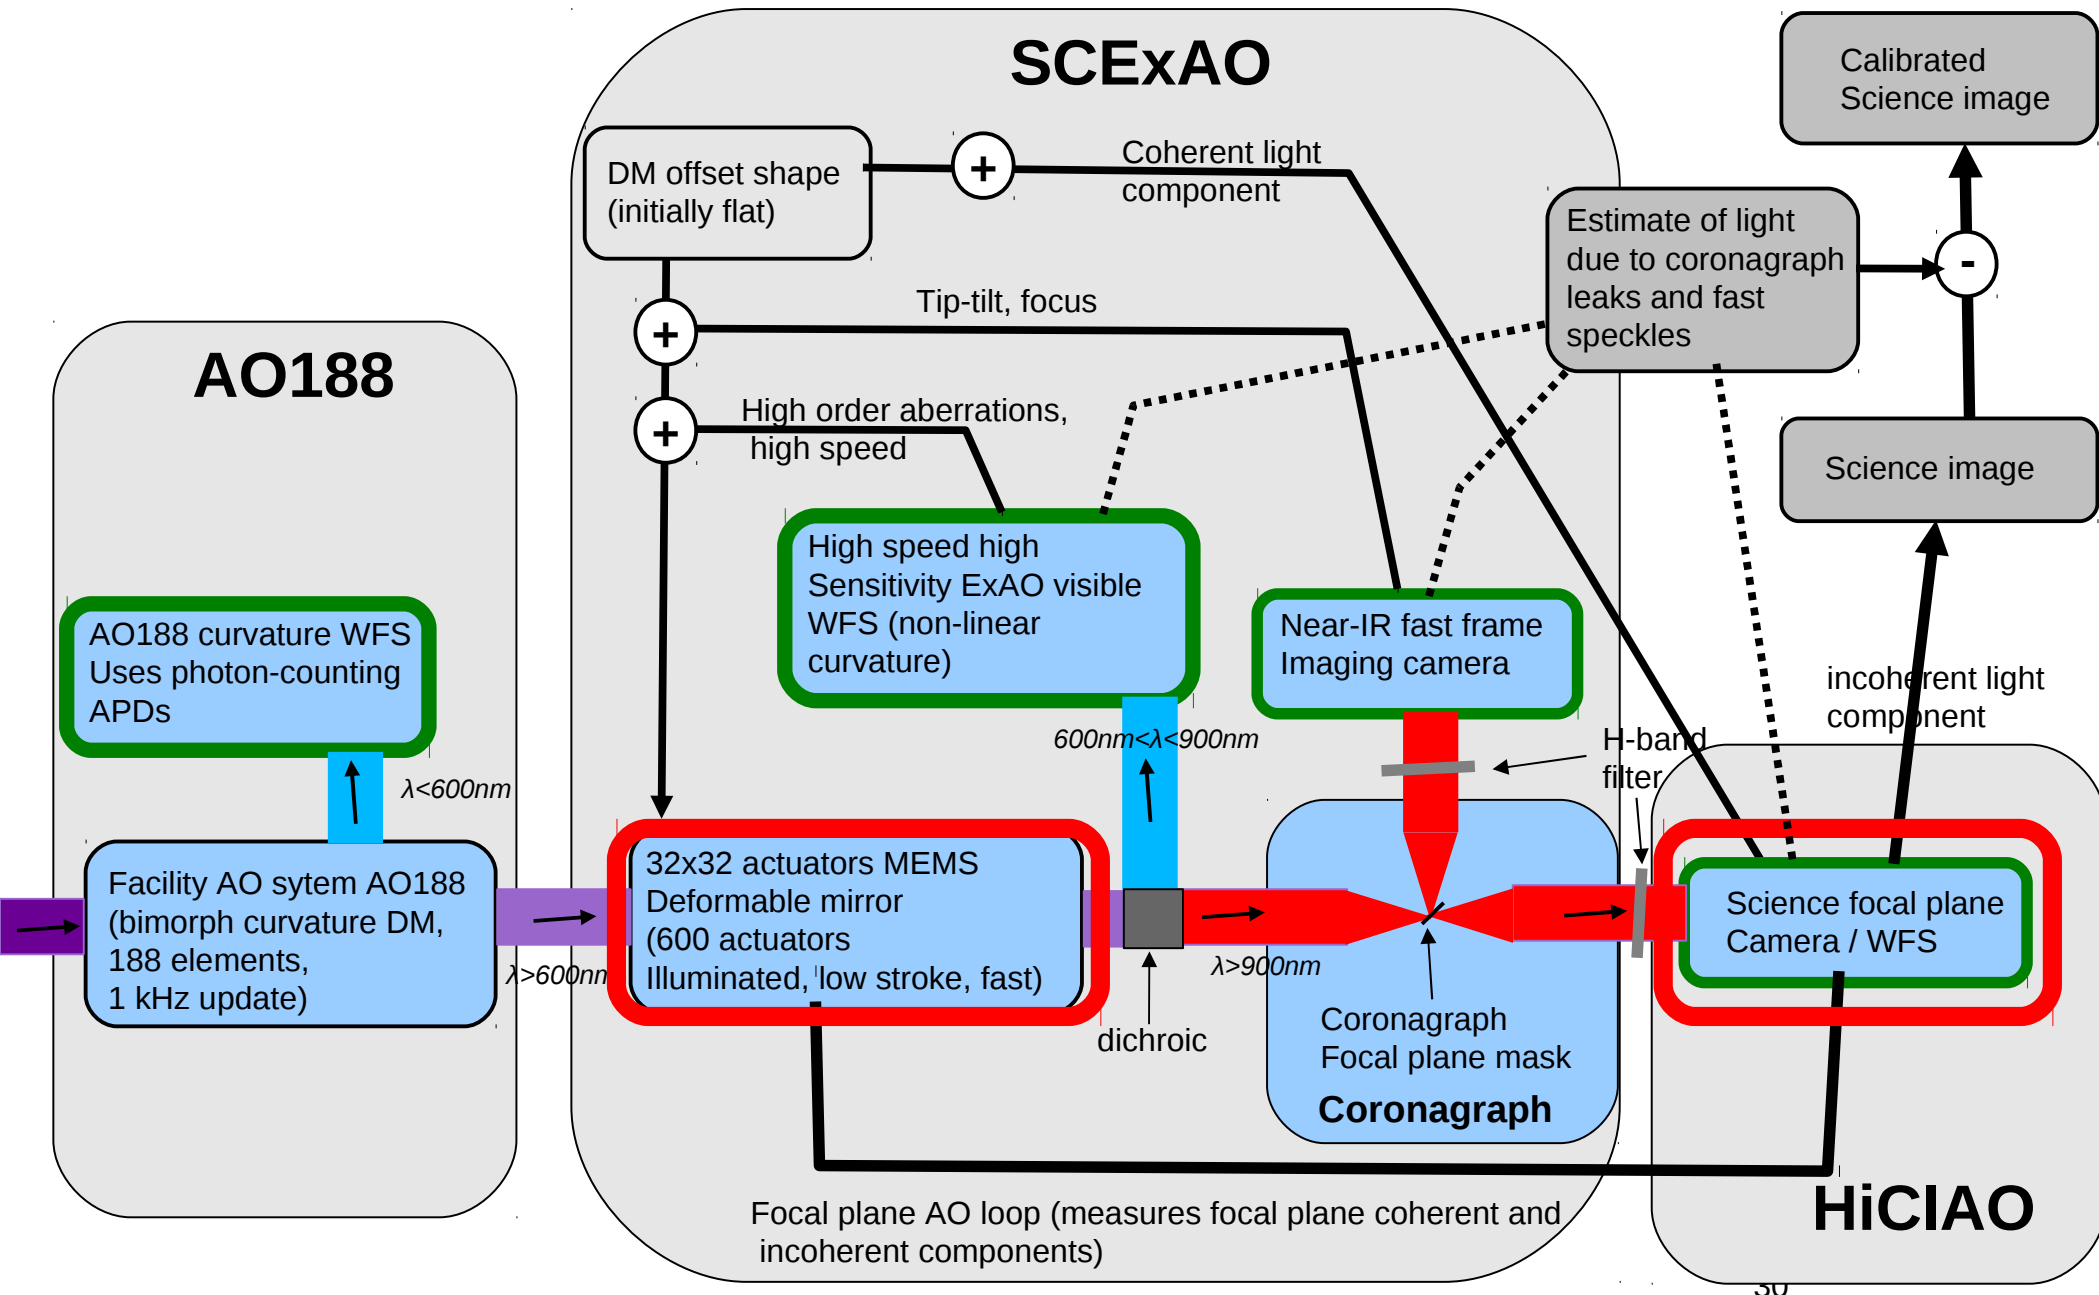 SCExAO
Calibrated
Science image
DM offset shape
(initially flat)
+
Coherent light
component
Estimate of light
due to coronagraph
leaks and fast
speckles
-
Tip-tilt, focus
+
AO188
High order aberrations,
high speed
+
Science image
High speed high
Sensitivity ExAO visible
WFS (non-linear
curvature)
Near-IR fast frame
Imaging camera
AO188 curvature WFS
Uses photon-counting
APDs
incoherent light
component
600nm<λ<900nm
H-band
filter
λ<600nm
Facility AO sytem AO188
(bimorph curvature DM,
188 elements,
1 kHz update)
λ>600nm
32x32 actuators MEMS
Deformable mirror
(600 actuators
Illuminated, low stroke, fast)
λ>900nm
dichroic
Coronagraph
Focal plane mask
Coronagraph
Science focal plane
Camera / WFS
HiCIAO
Focal plane AO loop (measures focal plane coherent and
incoherent components)
30